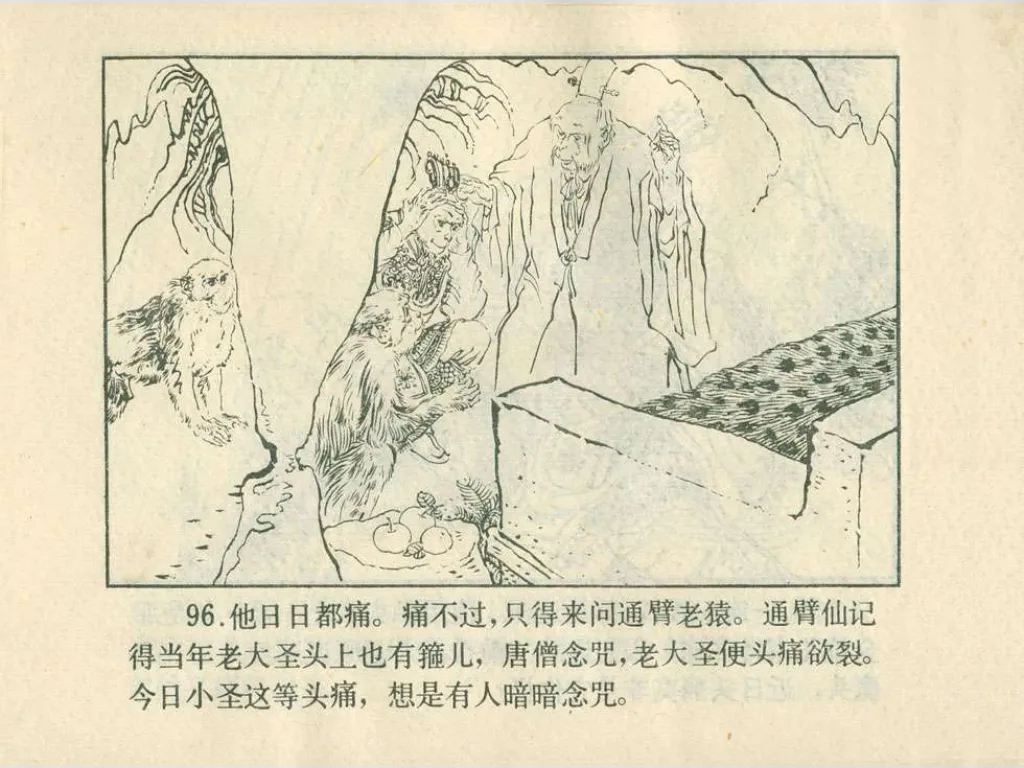 96.他日日都痛。痛不过,只得来问通臂老猿。通臂仙记
得当年老大圣头上也有箍儿,唐僧念咒,老大圣便头痛欲裂。
今日小圣这等头痛,想是有人暗暗念咒。